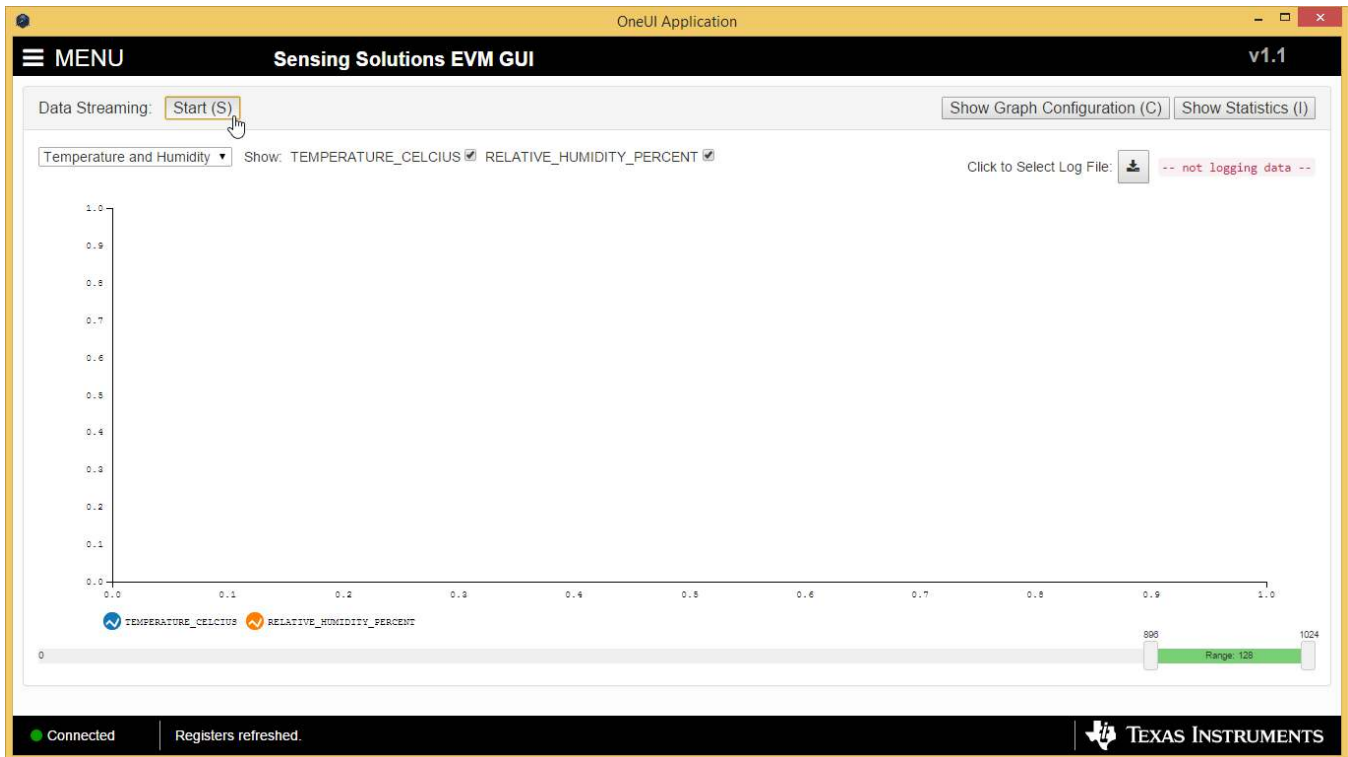 OneUI Application
MENU
Sensing Solutions EVM GUI
v1.1
Data Streaming: Start (S)
Show Graph Configuration (C) Show Statistics (I)
Temperature and Humidity Show: TEMPERATURE_CELCIUS RELATIVE_HUMIDITY_PERCENT
Click to Select Log File: -- not logging data --
1.0
0.9
0.8
0.7
0.6
0.5
0.4
0.3
0.2
0.1
0.0
0.0 0.1 0.2 0.3 0.4 0.5 0.6 0.7 0.8 0.9 1.0
TEMPERATURE_CELCIUS RELATIVE_HUMIDITY_PERCENT
896 1024
0 Range: 128
Connected Registers refreshed. TEXAS INSTRUMENTS